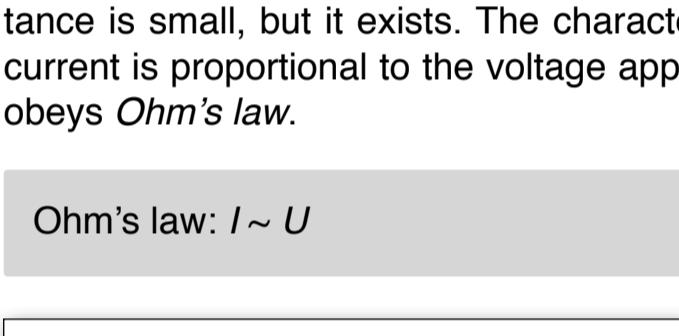 tance is small, but it exists. The charact
current is proportional to the voltage app
obeys Ohm’s law.
Ohm’s law: I ~ U